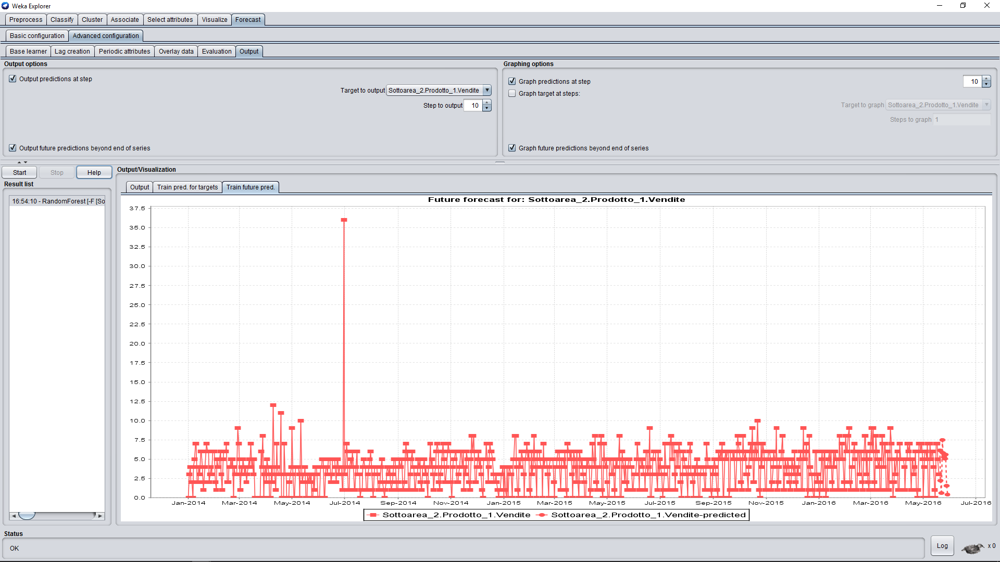 Weka Explorer
Preprocess Classify Cluster Associate Select attributes Visualize Forecast
Basic configuration Advanced configuration
Base learner Lag creation Periodic attributes Overlay data Evaluation Output
Output options
Output predictions at step
Target to output Sottoarea_2.Prodotto_1.Vendite
Step to output 10
Output future predictions beyond end of series
Graphing options
Graph predictions at step 10
Graph target at steps:
Target to graph Sottoarea_2.Prodotto_1.Vendite
Steps to graph 1
Graph future predictions beyond end of series
Start Stop Help
Result list
16:54:10 - RandomForest [-F [So
Output/Visualization
Output Train pred. for targets Train future pred.
Future forecast for: Sottoarea_2.Prodotto_1.Vendite
37.5
35.0
32.5
30.0
27.5
25.0
22.5
20.0
17.5
15.0
12.5
10.0
7.5
5.0
2.5
0.0
Jan-2014 Mar-2014 May-2014 Jul-2014 Sep-2014 Nov-2014 Jan-2015 Mar-2015 May-2015 Jul-2015 Sep-2015 Nov-2015 Jan-2016 Mar-2016 May-2016 Jul-2016
Sottoarea_2.Prodotto_1.Vendite Sottoarea_2.Prodotto_1.Vendite-predicted
Status
OK
Log
x 0